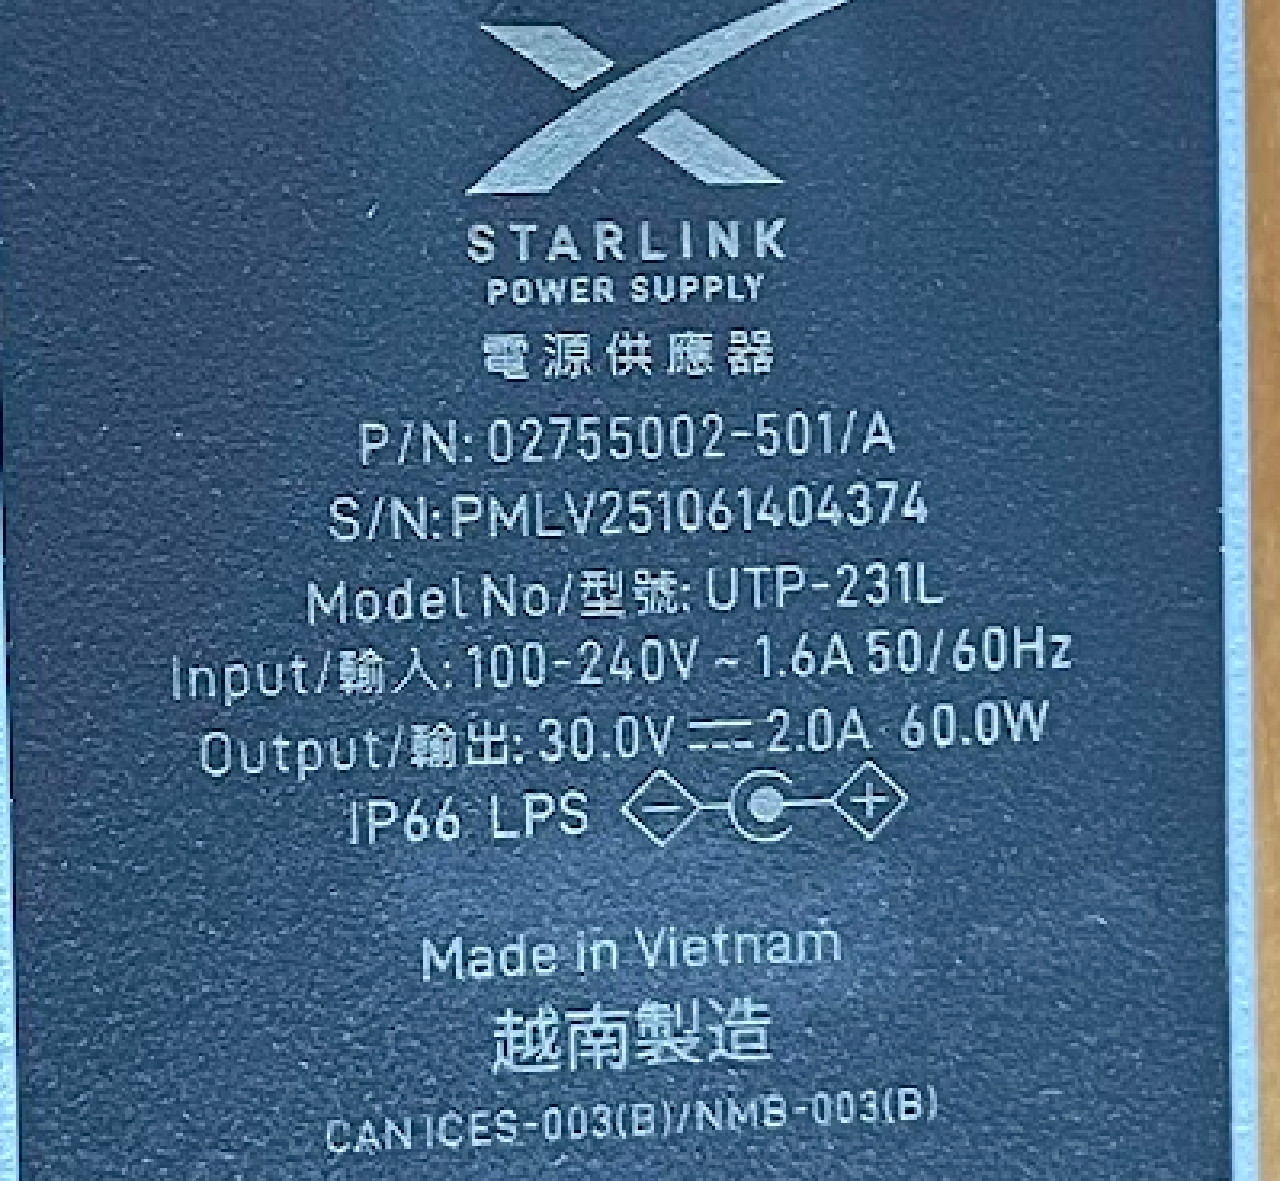 STARLINK
POWER SUPPLY
電源供應器
P/N: 02755002-501/A
S/N: PMLV251061404374
Model No/型號: UTP-231L
Input/輸入: 100-240V ~ 1.6A 50/60Hz
Output/輸出: 30.0V ⎓ 2.0A 60.0W
IP66 LPS - +
Made in Vietnam
越南製造
CAN ICES-003(B)/NMB-003(B)